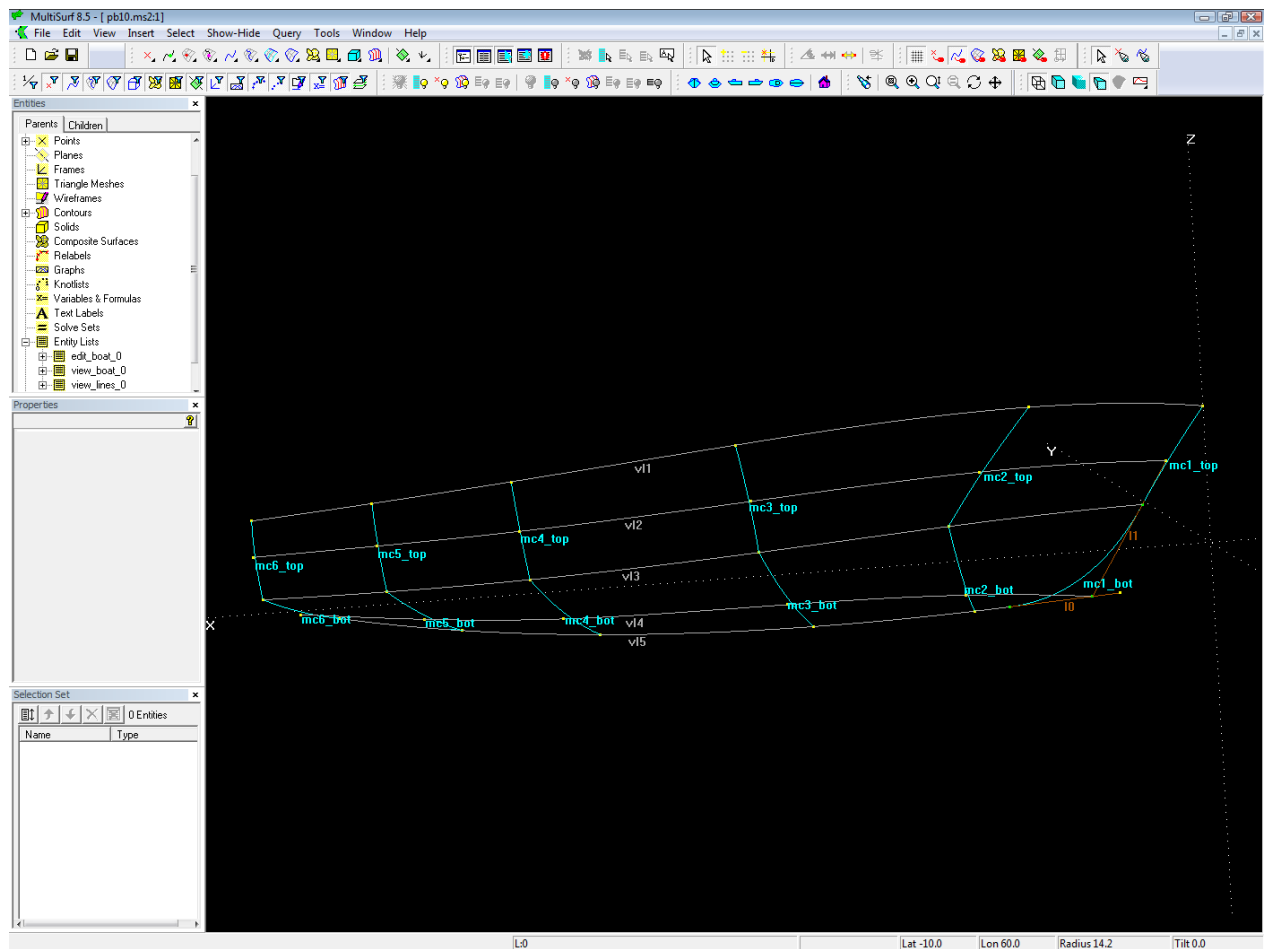 MultiSurf 8.5 - [ pb10.ms2:1]
File Edit View Insert Select Show-Hide Query Tools Window Help
Entities
Parents Children
Points
Planes
Frames
Triangle Meshes
Wireframes
Contours
Solids
Composite Surfaces
Relabels
Graphs
Knotlists
Variables & Formulas
Text Labels
Solve Sets
Entity Lists
edit_boat_0
view_boat_0
view_lines_0
Properties
Selection Set
0 Entities
Name Type
Z
Y
X
vl1
vl2
vl3
vl4
vl5
mc1_top
mc2_top
mc3_top
mc4_top
mc5_top
mc6_top
l1
mc1_bot
l0
mc2_bot
mc3_bot
mc4_bot
mc5_bot
mc6_bot
L:0 Lat -10.0 Lon 60.0 Radius 14.2 Tilt 0.0